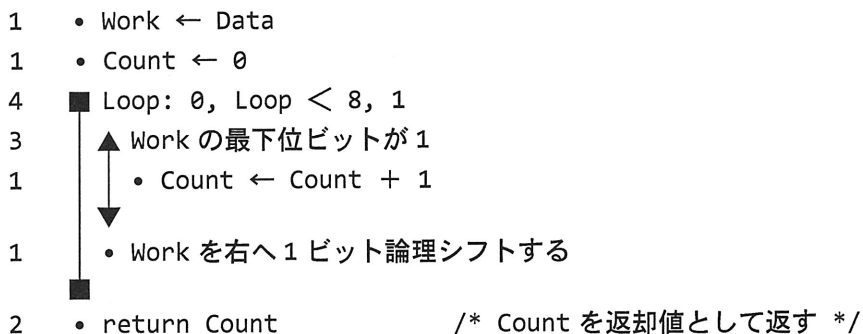 1 • Work ← Data
1 • Count ← 0
4 ■ Loop: 0, Loop < 8, 1
3 ▲ Work の最下位ビットが 1
1 • Count ← Count + 1
▼
1 • Work を右へ 1 ビット論理シフトする
■
2 • return Count /* Count を返却値として返す */